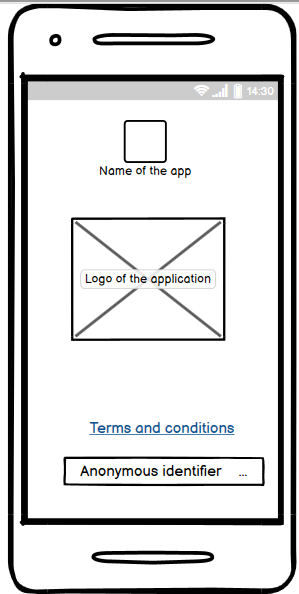 14:30
Name of the app
Logo of the application
Terms and conditions
Anonymous identifier ...